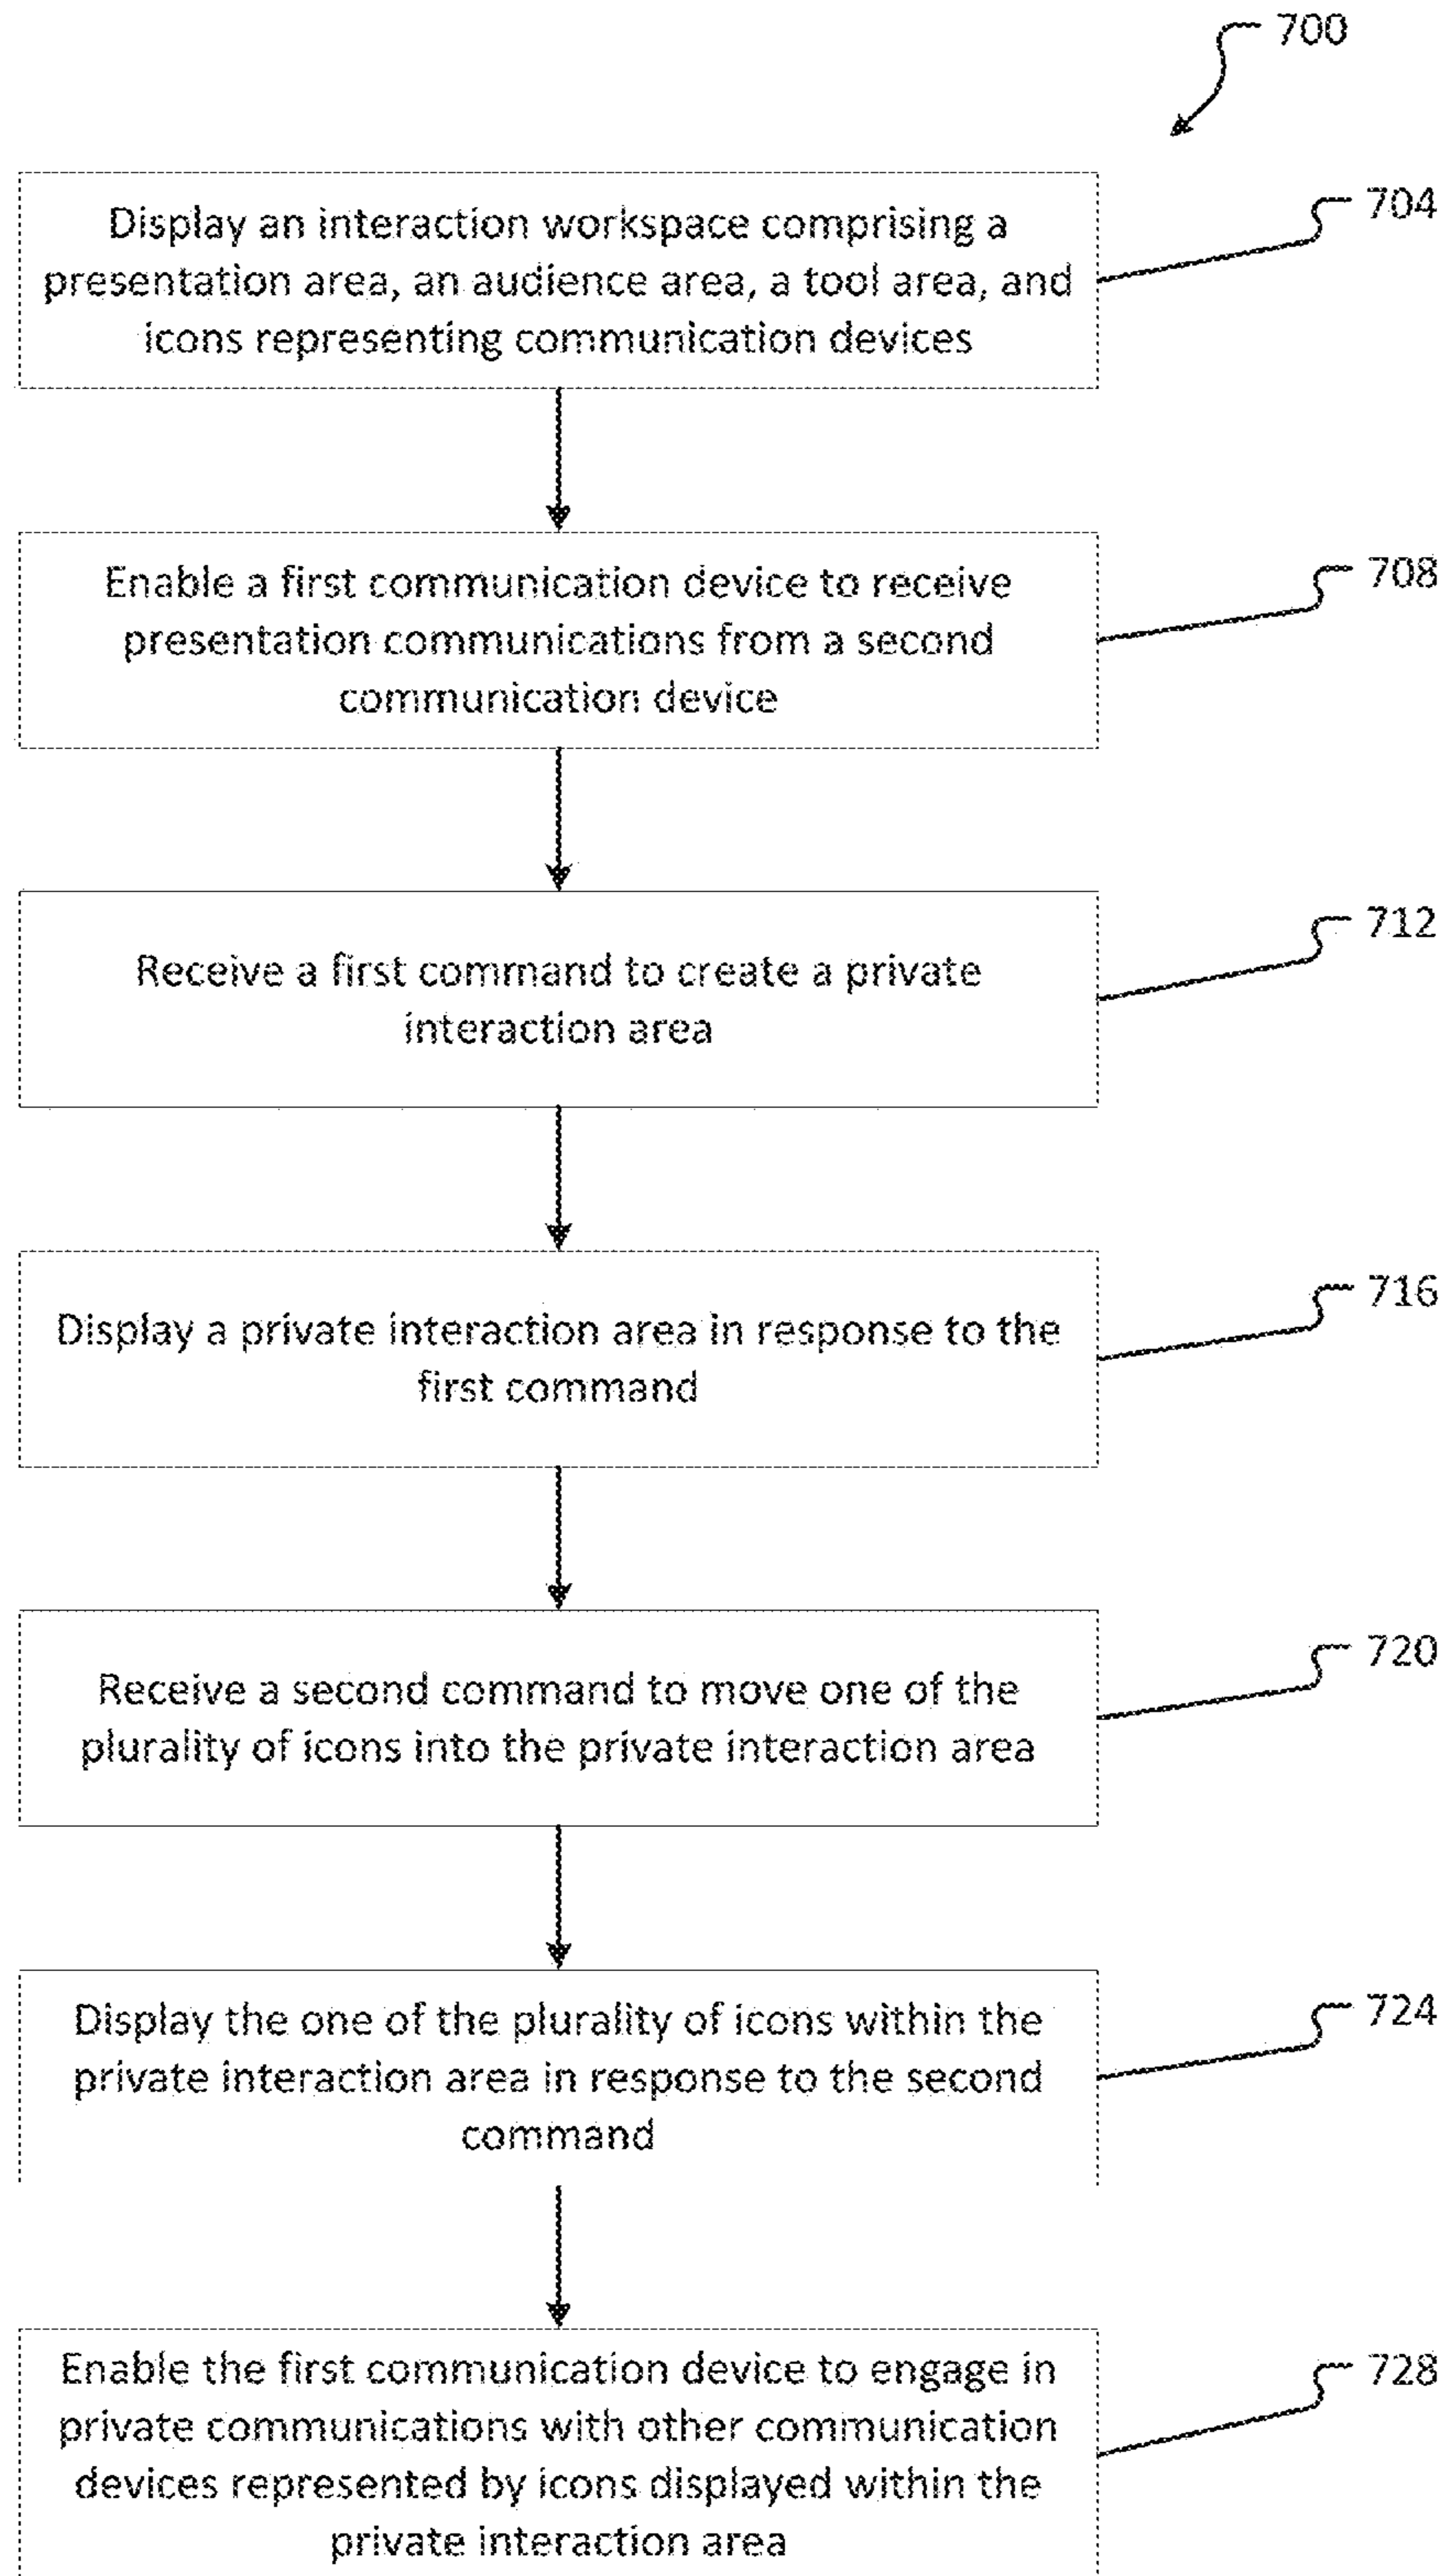 700
Display an interaction workspace comprising a
presentation area, an audience area, a tool area, and
icons representing communication devices
704
Enable a first communication device to receive
presentation communications from a second
communication device
708
Receive a first command to create a private
interaction area
712
Display a private interaction area in response to the
first command
716
Receive a second command to move one of the
plurality of icons into the private interaction area
720
Display the one of the plurality of icons within the
private interaction area in response to the second
command
724
Enable the first communication device to engage in
private communications with other communication
devices represented by icons displayed within the
private interaction area
728